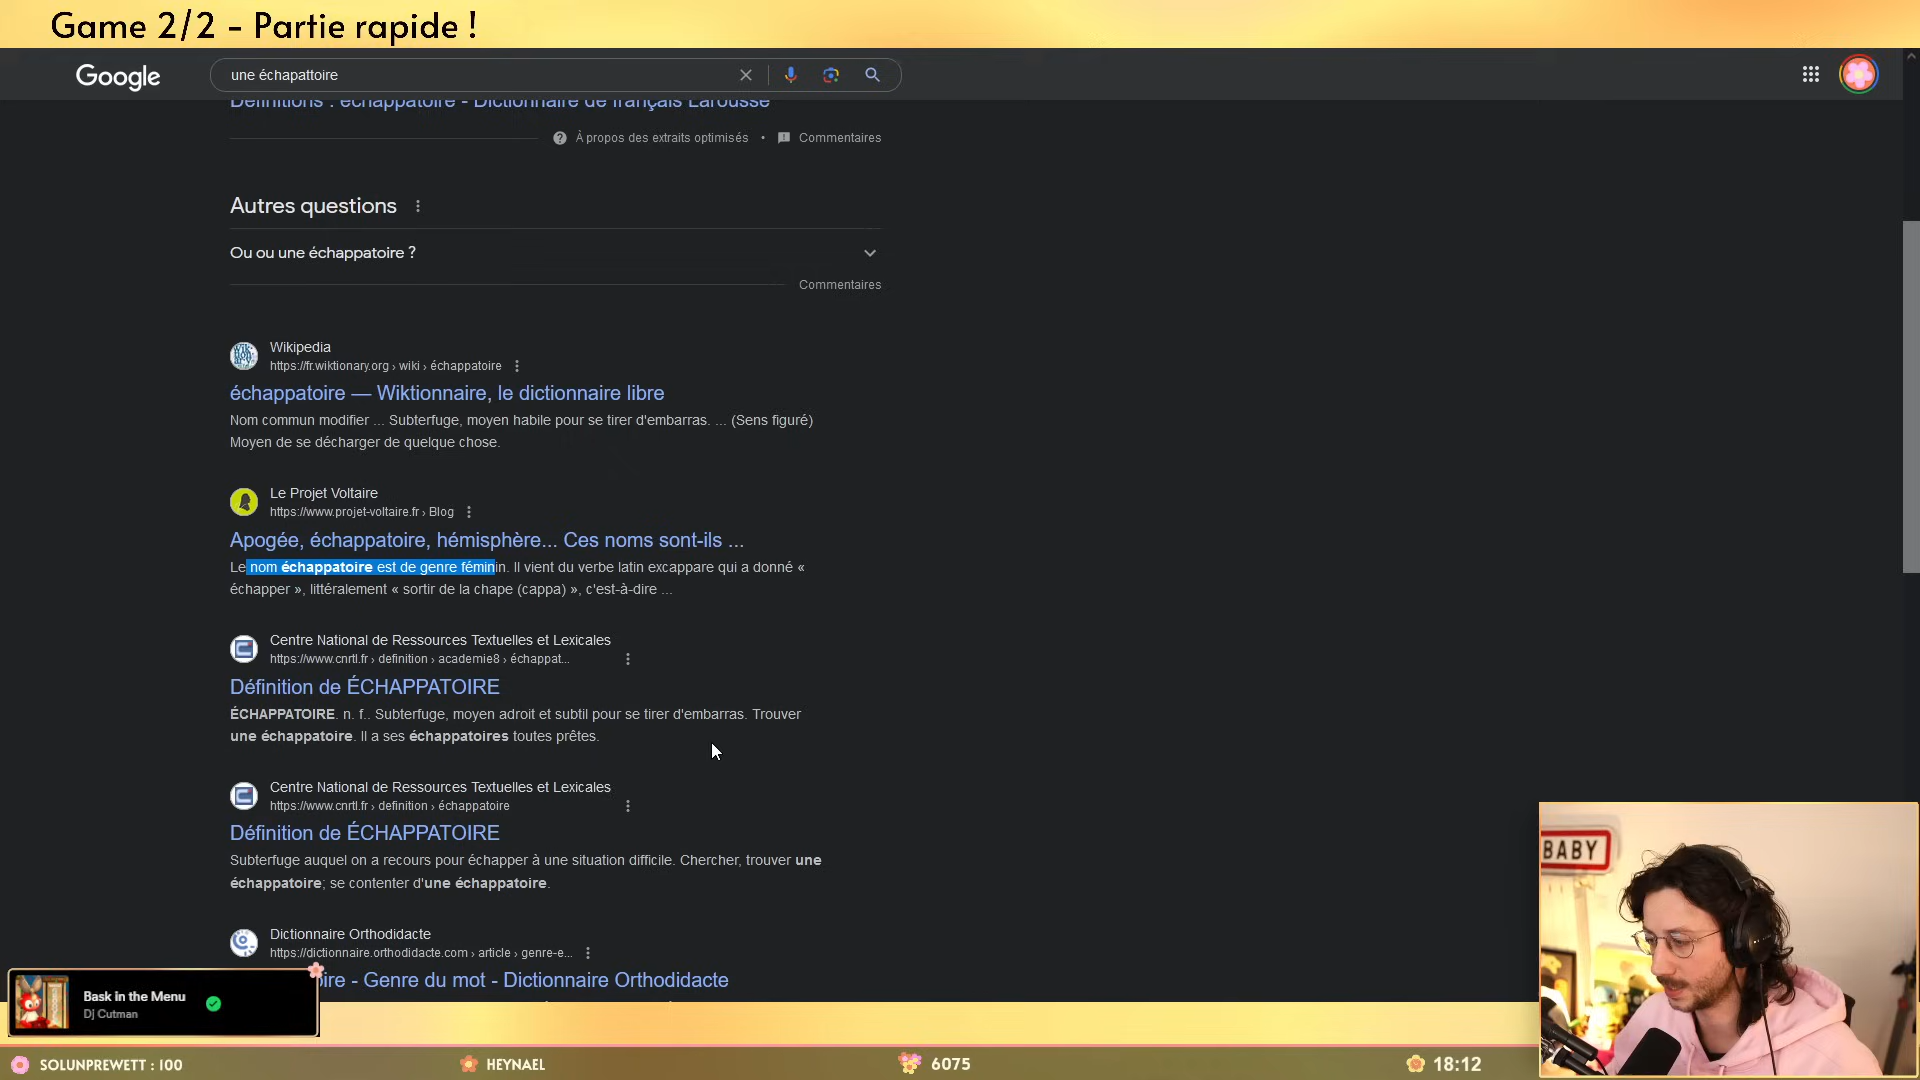 Game 2/2 - Partie rapide !
Google
une échapattoire
Définitions : échappatoire - Dictionnaire de français Larousse
À propos des extraits optimisés • Commentaires
Autres questions
Ou ou une échappatoire ?
Commentaires
Wikipedia
https://fr.wiktionary.org › wiki › échappatoire
échappatoire — Wiktionnaire, le dictionnaire libre
Nom commun modifier ... Subterfuge, moyen habile pour se tirer d'embarras. ... (Sens figuré)
Moyen de se décharger de quelque chose.
Le Projet Voltaire
https://www.projet-voltaire.fr › Blog
Apogée, échappatoire, hémisphère... Ces noms sont-ils ...
Le nom échappatoire est de genre féminin. Il vient du verbe latin excappare qui a donné «
échapper », littéralement « sortir de la chape (cappa) », c'est-à-dire ...
Centre National de Ressources Textuelles et Lexicales
https://www.cnrtl.fr › definition › academie8 › échappat...
Définition de ÉCHAPPATOIRE
ÉCHAPPATOIRE. n. f.. Subterfuge, moyen adroit et subtil pour se tirer d'embarras. Trouver
une échappatoire. Il a ses échappatoires toutes prêtes.
Centre National de Ressources Textuelles et Lexicales
https://www.cnrtl.fr › definition › échappatoire
Définition de ÉCHAPPATOIRE
Subterfuge auquel on a recours pour échapper à une situation difficile. Chercher, trouver une
échappatoire; se contenter d'une échappatoire.
Dictionnaire Orthodidacte
https://dictionnaire.orthodidacte.com › article › genre-e...
oire - Genre du mot - Dictionnaire Orthodidacte
Bask in the Menu
Dj Cutman
BABY
SOLUNPREWETT : 100
HEYNAEL
6075
18:12